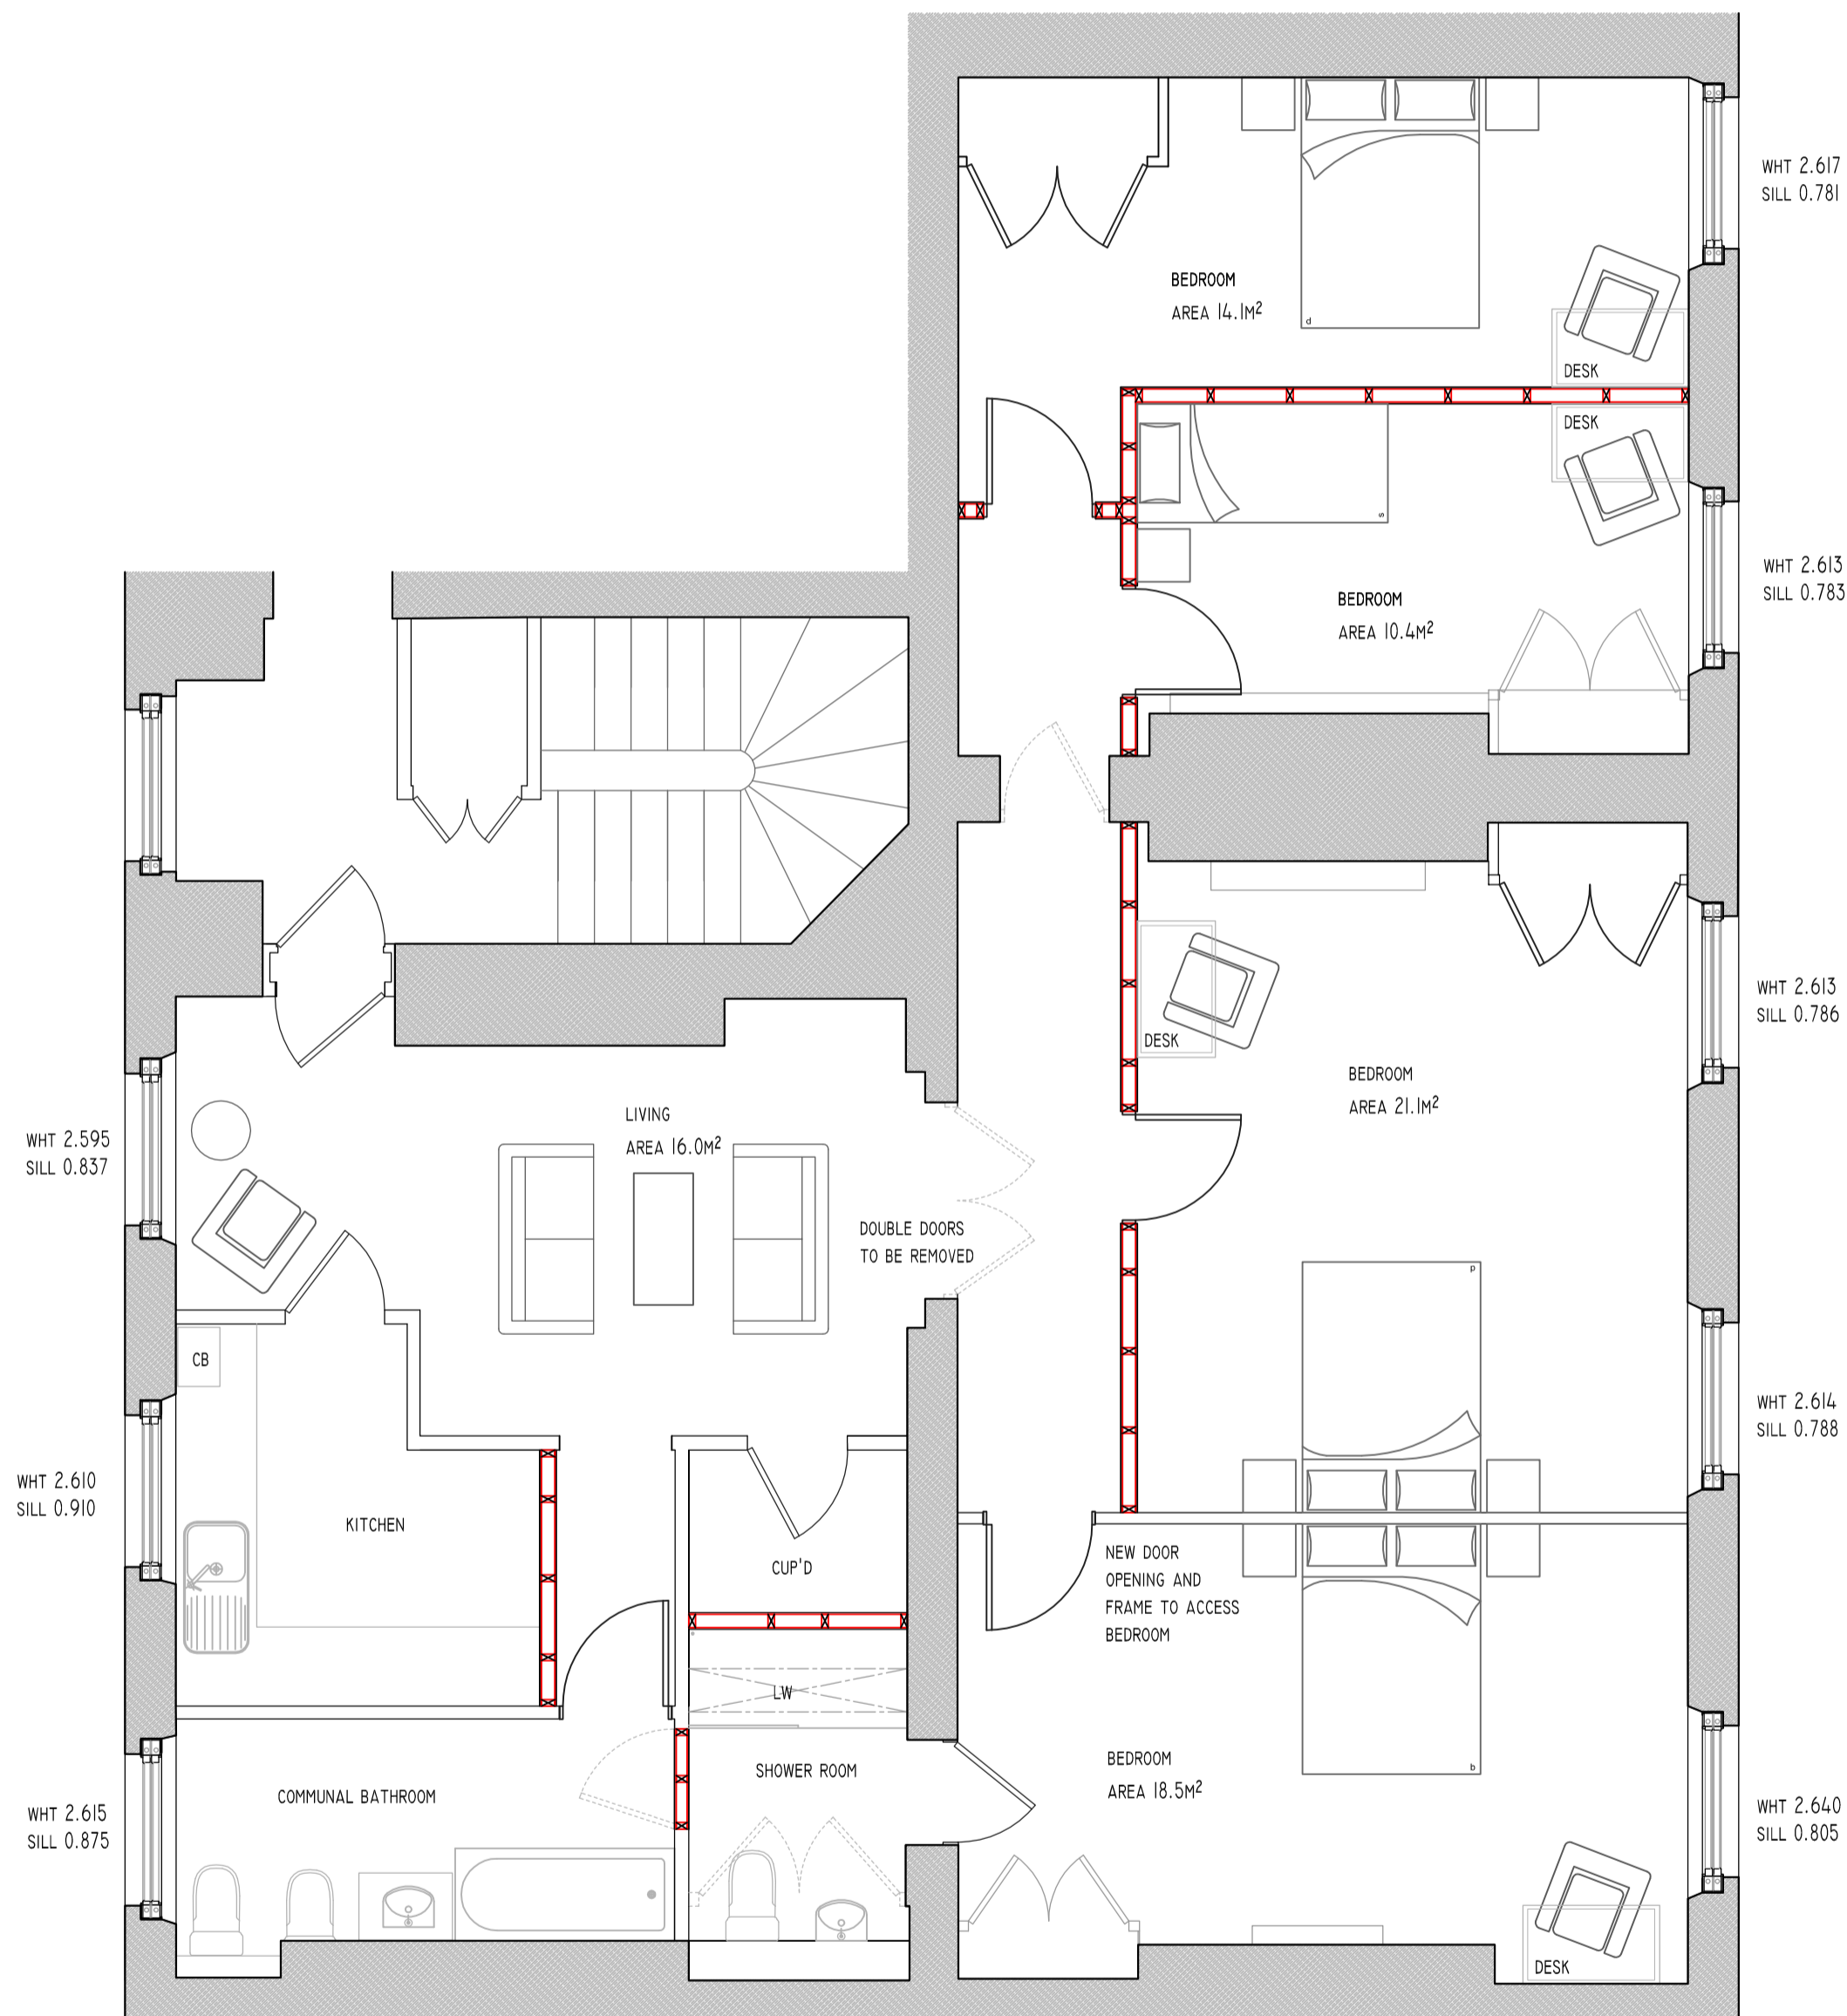 WHT 2.617
SILL 0.781
BEDROOM
AREA 14.1M²
d
DESK
DESK
s
WHT 2.613
SILL 0.783
BEDROOM
AREA 10.4M²
WHT 2.613
SILL 0.786
DESK
BEDROOM
AREA 21.1M²
LIVING
AREA 16.0M²
WHT 2.595
SILL 0.837
DOUBLE DOORS
TO BE REMOVED
p
CB
WHT 2.614
SILL 0.788
WHT 2.610
SILL 0.910
KITCHEN
CUP'D
NEW DOOR
OPENING AND
FRAME TO ACCESS
BEDROOM
LW
SHOWER ROOM
BEDROOM
AREA 18.5M²
b
COMMUNAL BATHROOM
WHT 2.615
SILL 0.875
WHT 2.640
SILL 0.805
DESK